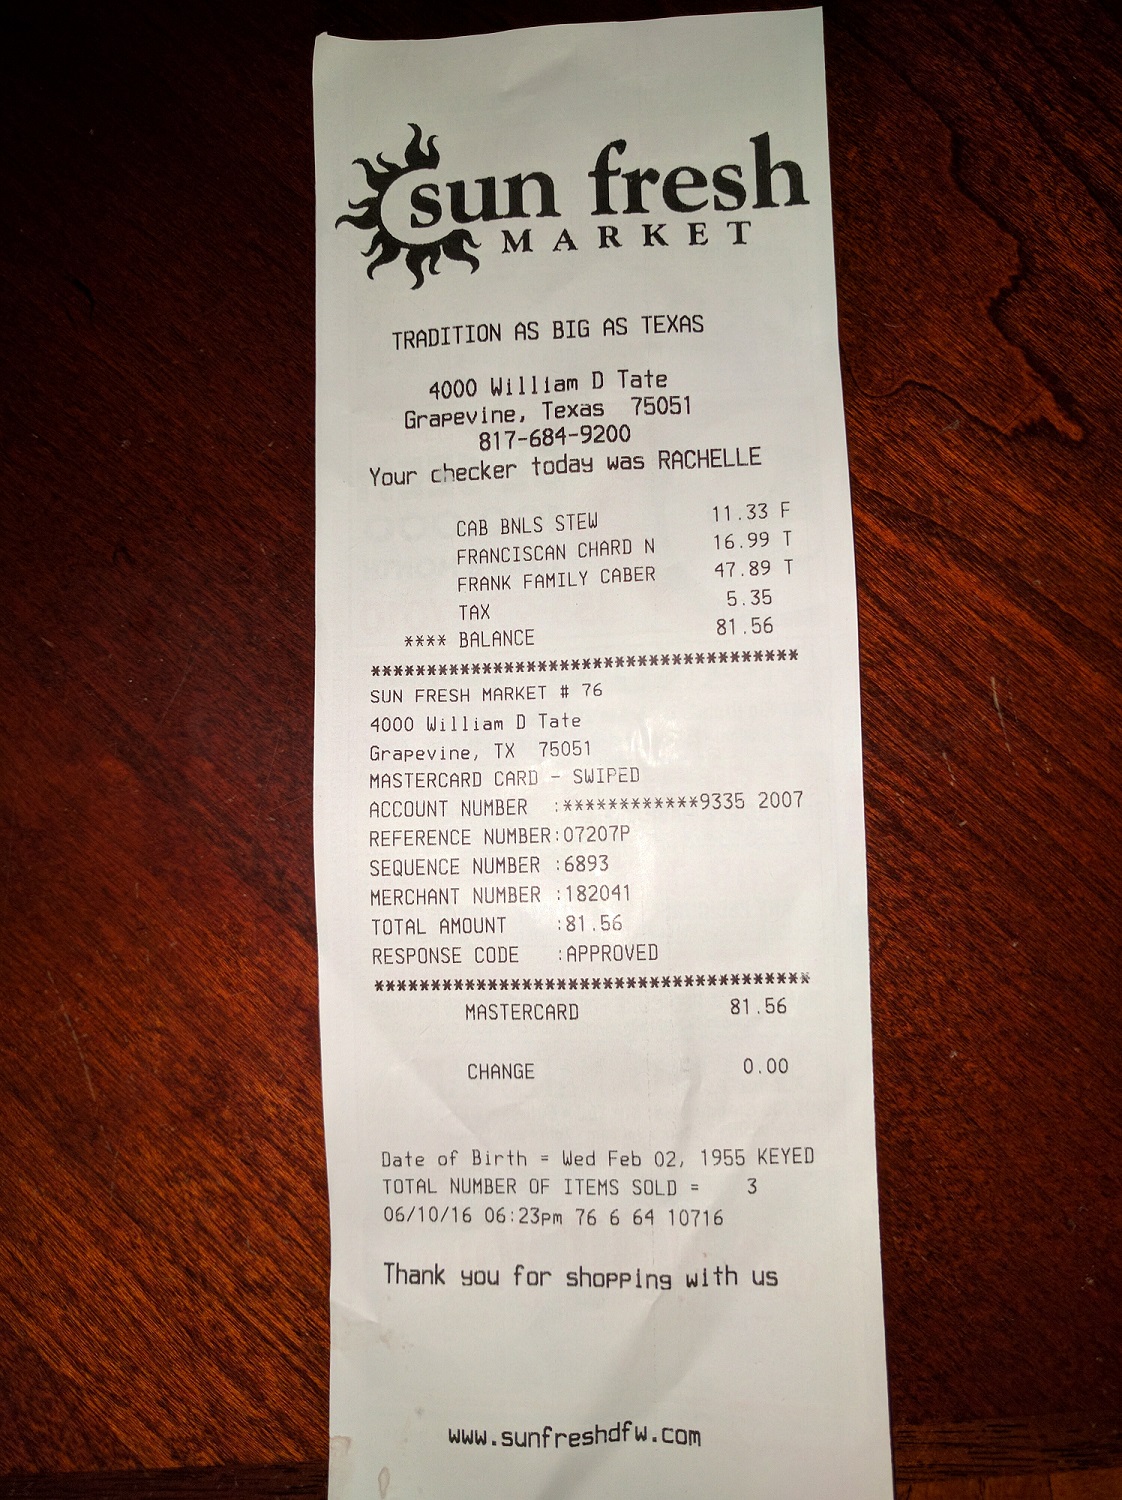 sun fresh
MARKET
TRADITION AS BIG AS TEXAS
4000 William D Tate
Grapevine, Texas 75051
817-684-9200
Your checker today was RACHELLE
CAB BNLS STEW 11.33 F
FRANCISCAN CHARD N 16.99 T
FRANK FAMILY CABER 47.89 T
TAX 5.35
**** BALANCE 81.56
**************************************
SUN FRESH MARKET # 76
4000 William D Tate
Grapevine, TX 75051
MASTERCARD CARD - SWIPED
ACCOUNT NUMBER :************9335 2007
REFERENCE NUMBER:07207P
SEQUENCE NUMBER :6893
MERCHANT NUMBER :182041
TOTAL AMOUNT :81.56
RESPONSE CODE :APPROVED
**************************************
MASTERCARD 81.56
CHANGE 0.00
Date of Birth = Wed Feb 02, 1955 KEYED
TOTAL NUMBER OF ITEMS SOLD = 3
06/10/16 06:23pm 76 6 64 10716
Thank you for shopping with us
www.sunfreshdfw.com